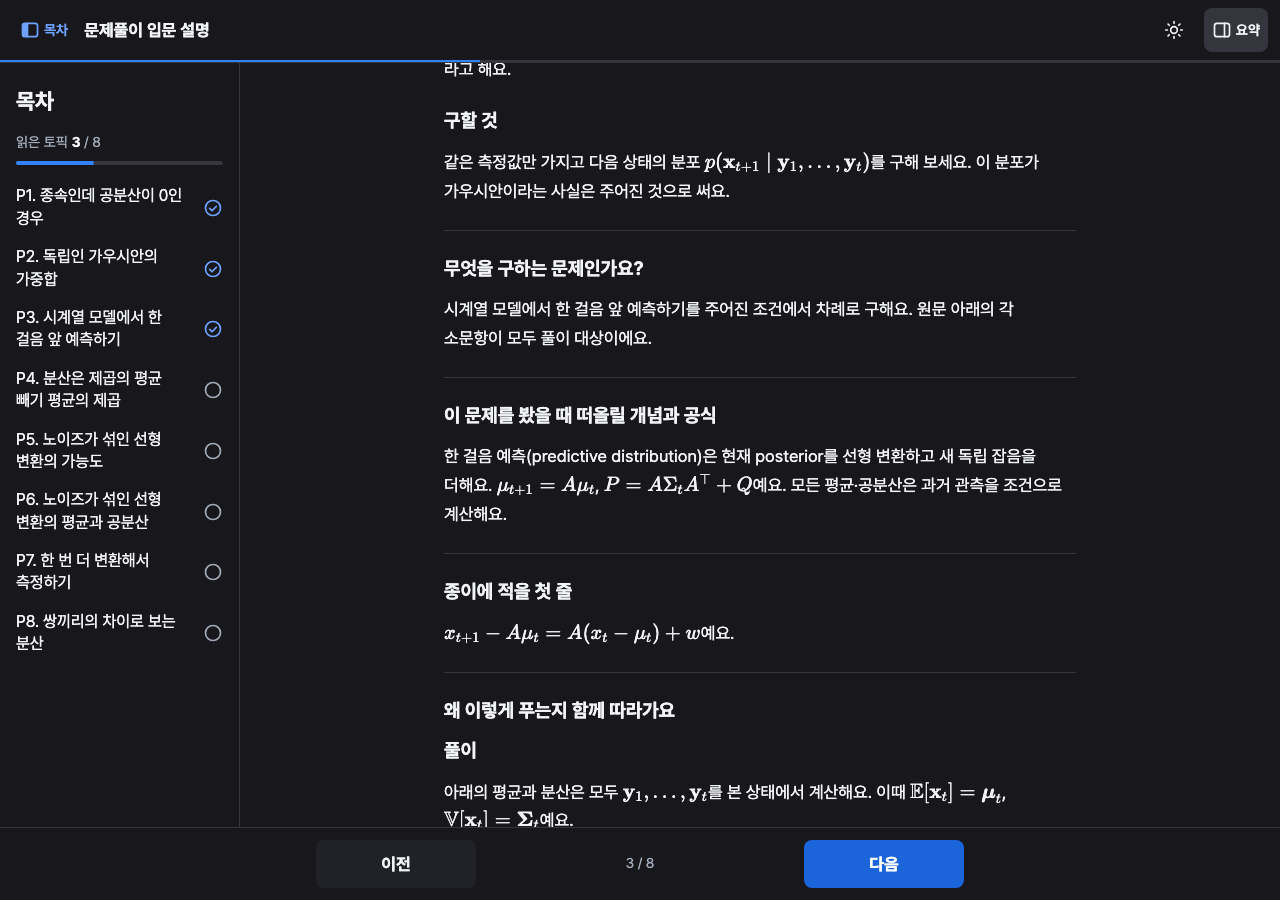 목차 문제풀이 입문 설명 요약
목차
읽은 토픽 3 / 8
P1. 종속인데 공분산이 0인
경우
P2. 독립인 가우시안의
가중합
P3. 시계열 모델에서 한
걸음 앞 예측하기
P4. 분산은 제곱의 평균
빼기 평균의 제곱
P5. 노이즈가 섞인 선형
변환의 가능도
P6. 노이즈가 섞인 선형
변환의 평균과 공분산
P7. 한 번 더 변환해서
측정하기
P8. 쌍끼리의 차이로 보는
분산
라고 해요.
구할 것
같은 측정값만 가지고 다음 상태의 분포 p(𝐱ₜ₊₁ | 𝐲₁, . . . , 𝐲ₜ)를 구해 보세요. 이 분포가
가우시안이라는 사실은 주어진 것으로 써요.
무엇을 구하는 문제인가요?
시계열 모델에서 한 걸음 앞 예측하기를 주어진 조건에서 차례로 구해요. 원문 아래의 각
소문항이 모두 풀이 대상이에요.
이 문제를 봤을 때 떠올릴 개념과 공식
한 걸음 예측(predictive distribution)은 현재 posterior를 선형 변환하고 새 독립 잡음을
더해요. μₜ₊₁ = Aμₜ, P = AΣₜA⊤ + Q예요. 모든 평균·공분산은 과거 관측을 조건으로
계산해요.
종이에 적을 첫 줄
xₜ₊₁ − Aμₜ = A(xₜ − μₜ) + w예요.
왜 이렇게 푸는지 함께 따라가요
풀이
아래의 평균과 분산은 모두 𝐲₁, . . . , 𝐲ₜ를 본 상태에서 계산해요. 이때 𝔼[𝐱ₜ] = 𝛍ₜ,
𝕍[𝐱ₜ] = 𝚺ₜ예요.
이전 3 / 8 다음